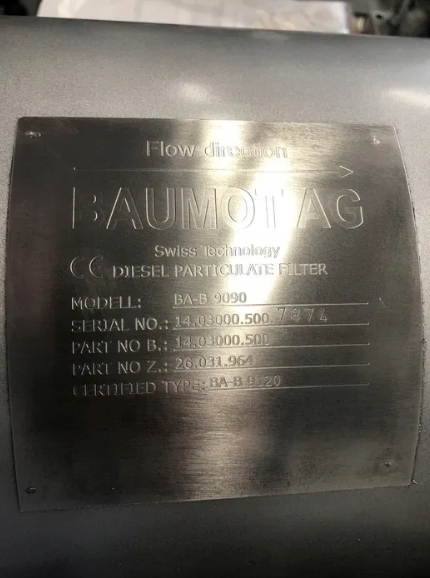 Flow direction
BAUMOT AG
Swiss Technology
CE DIESEL PARTICULATE FILTER
MODELL: BA-B 9090
SERIAL NO.: 14.03000.500.7874
PART NO B.: 14.03000.500
PART NO Z.: 26.031.964
CERTIFIED TYPE: BA-B